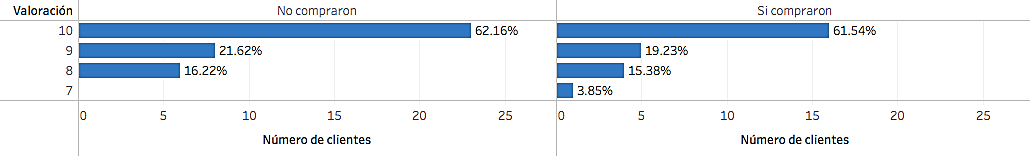 Valoración No compraron Si compraron
10 62.16% 61.54%
9 21.62% 19.23%
8 16.22% 15.38%
7 3.85%
0 5 10 15 20 25 0 5 10 15 20 25
Número de clientes Número de clientes